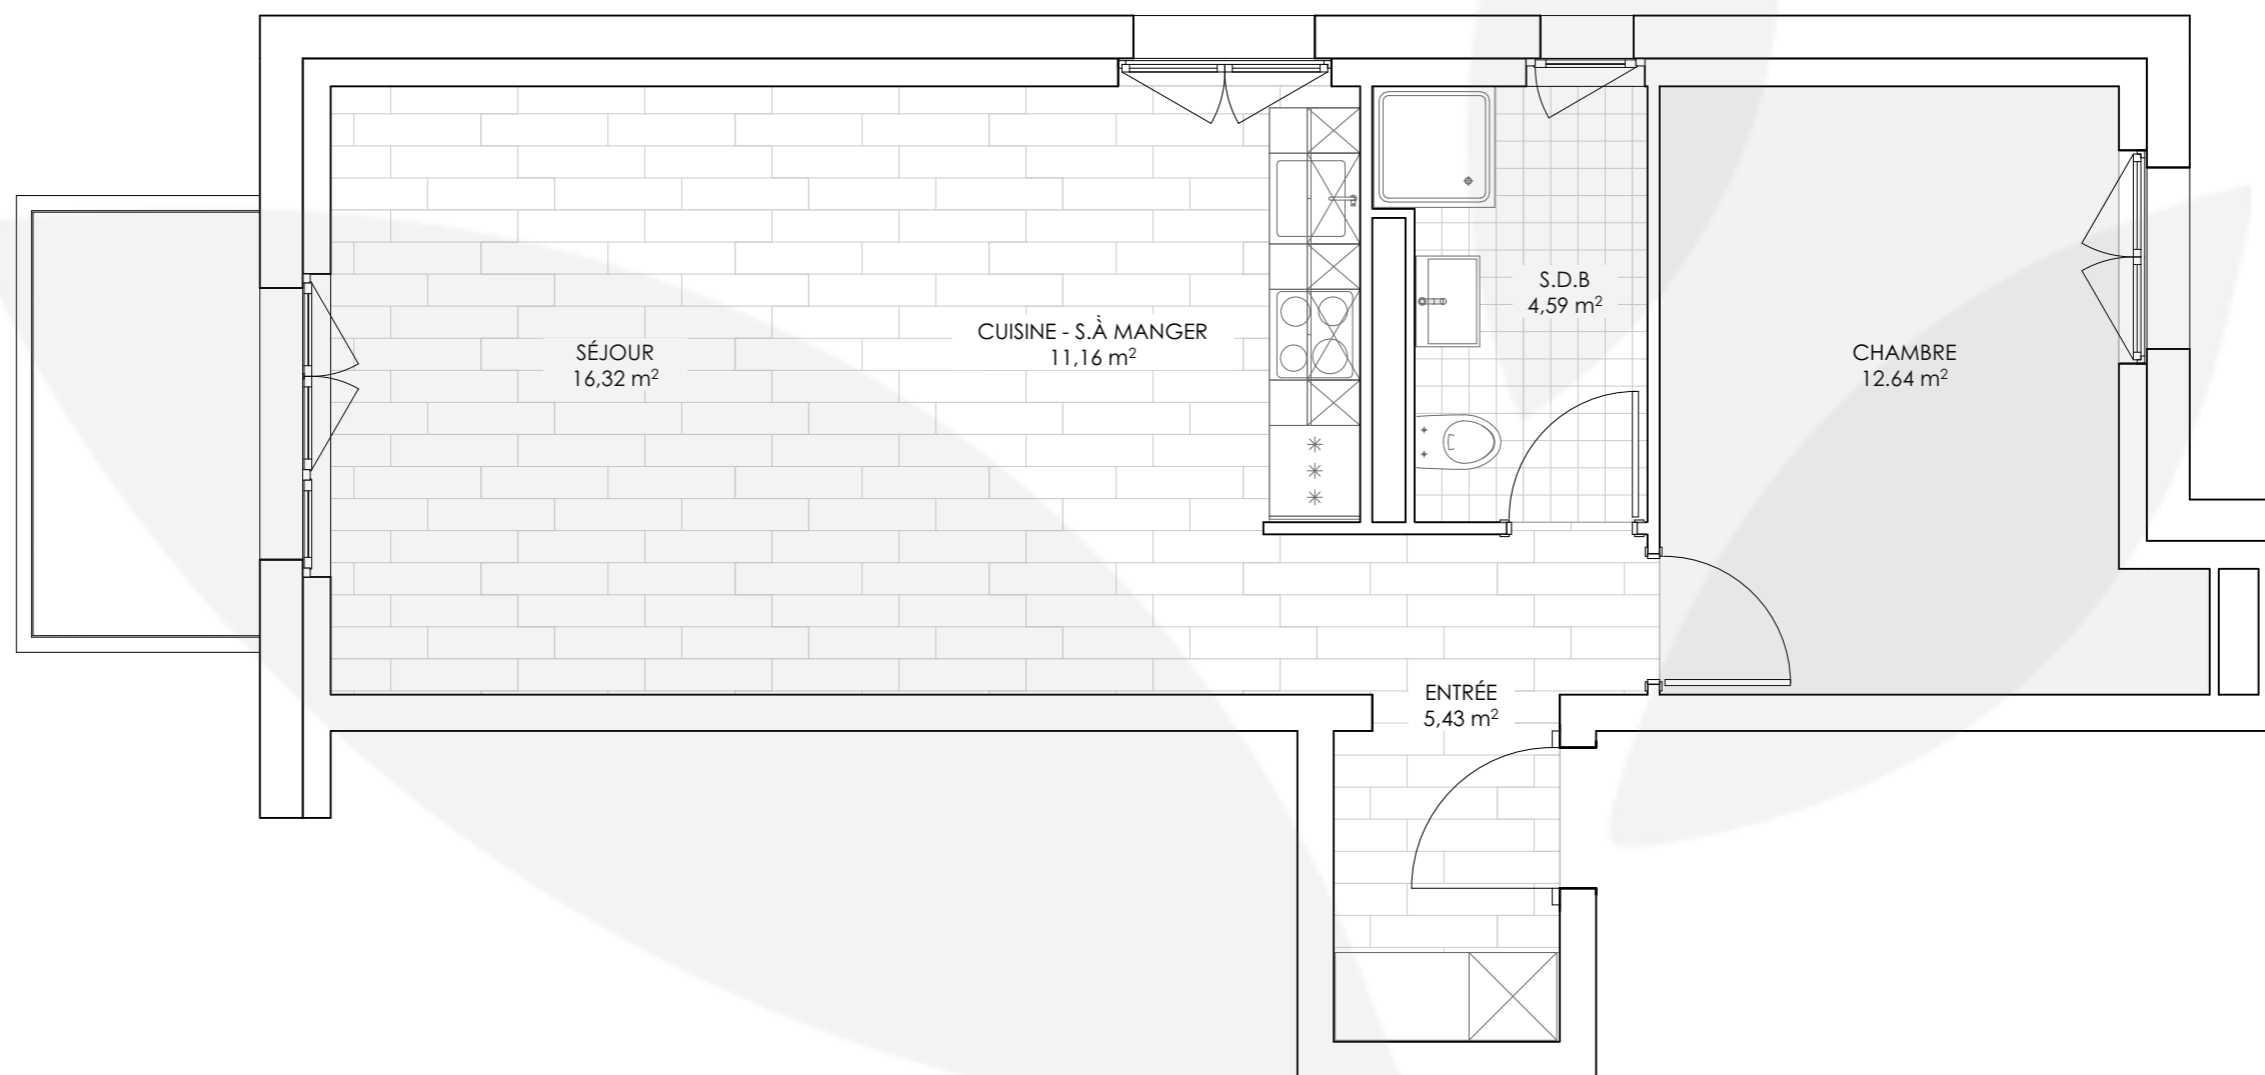 SÉJOUR
16,32 m²
CUISINE - S.À MANGER
11,16 m²
S.D.B
4,59 m²
CHAMBRE
12.64 m²
ENTRÉE
5,43 m²